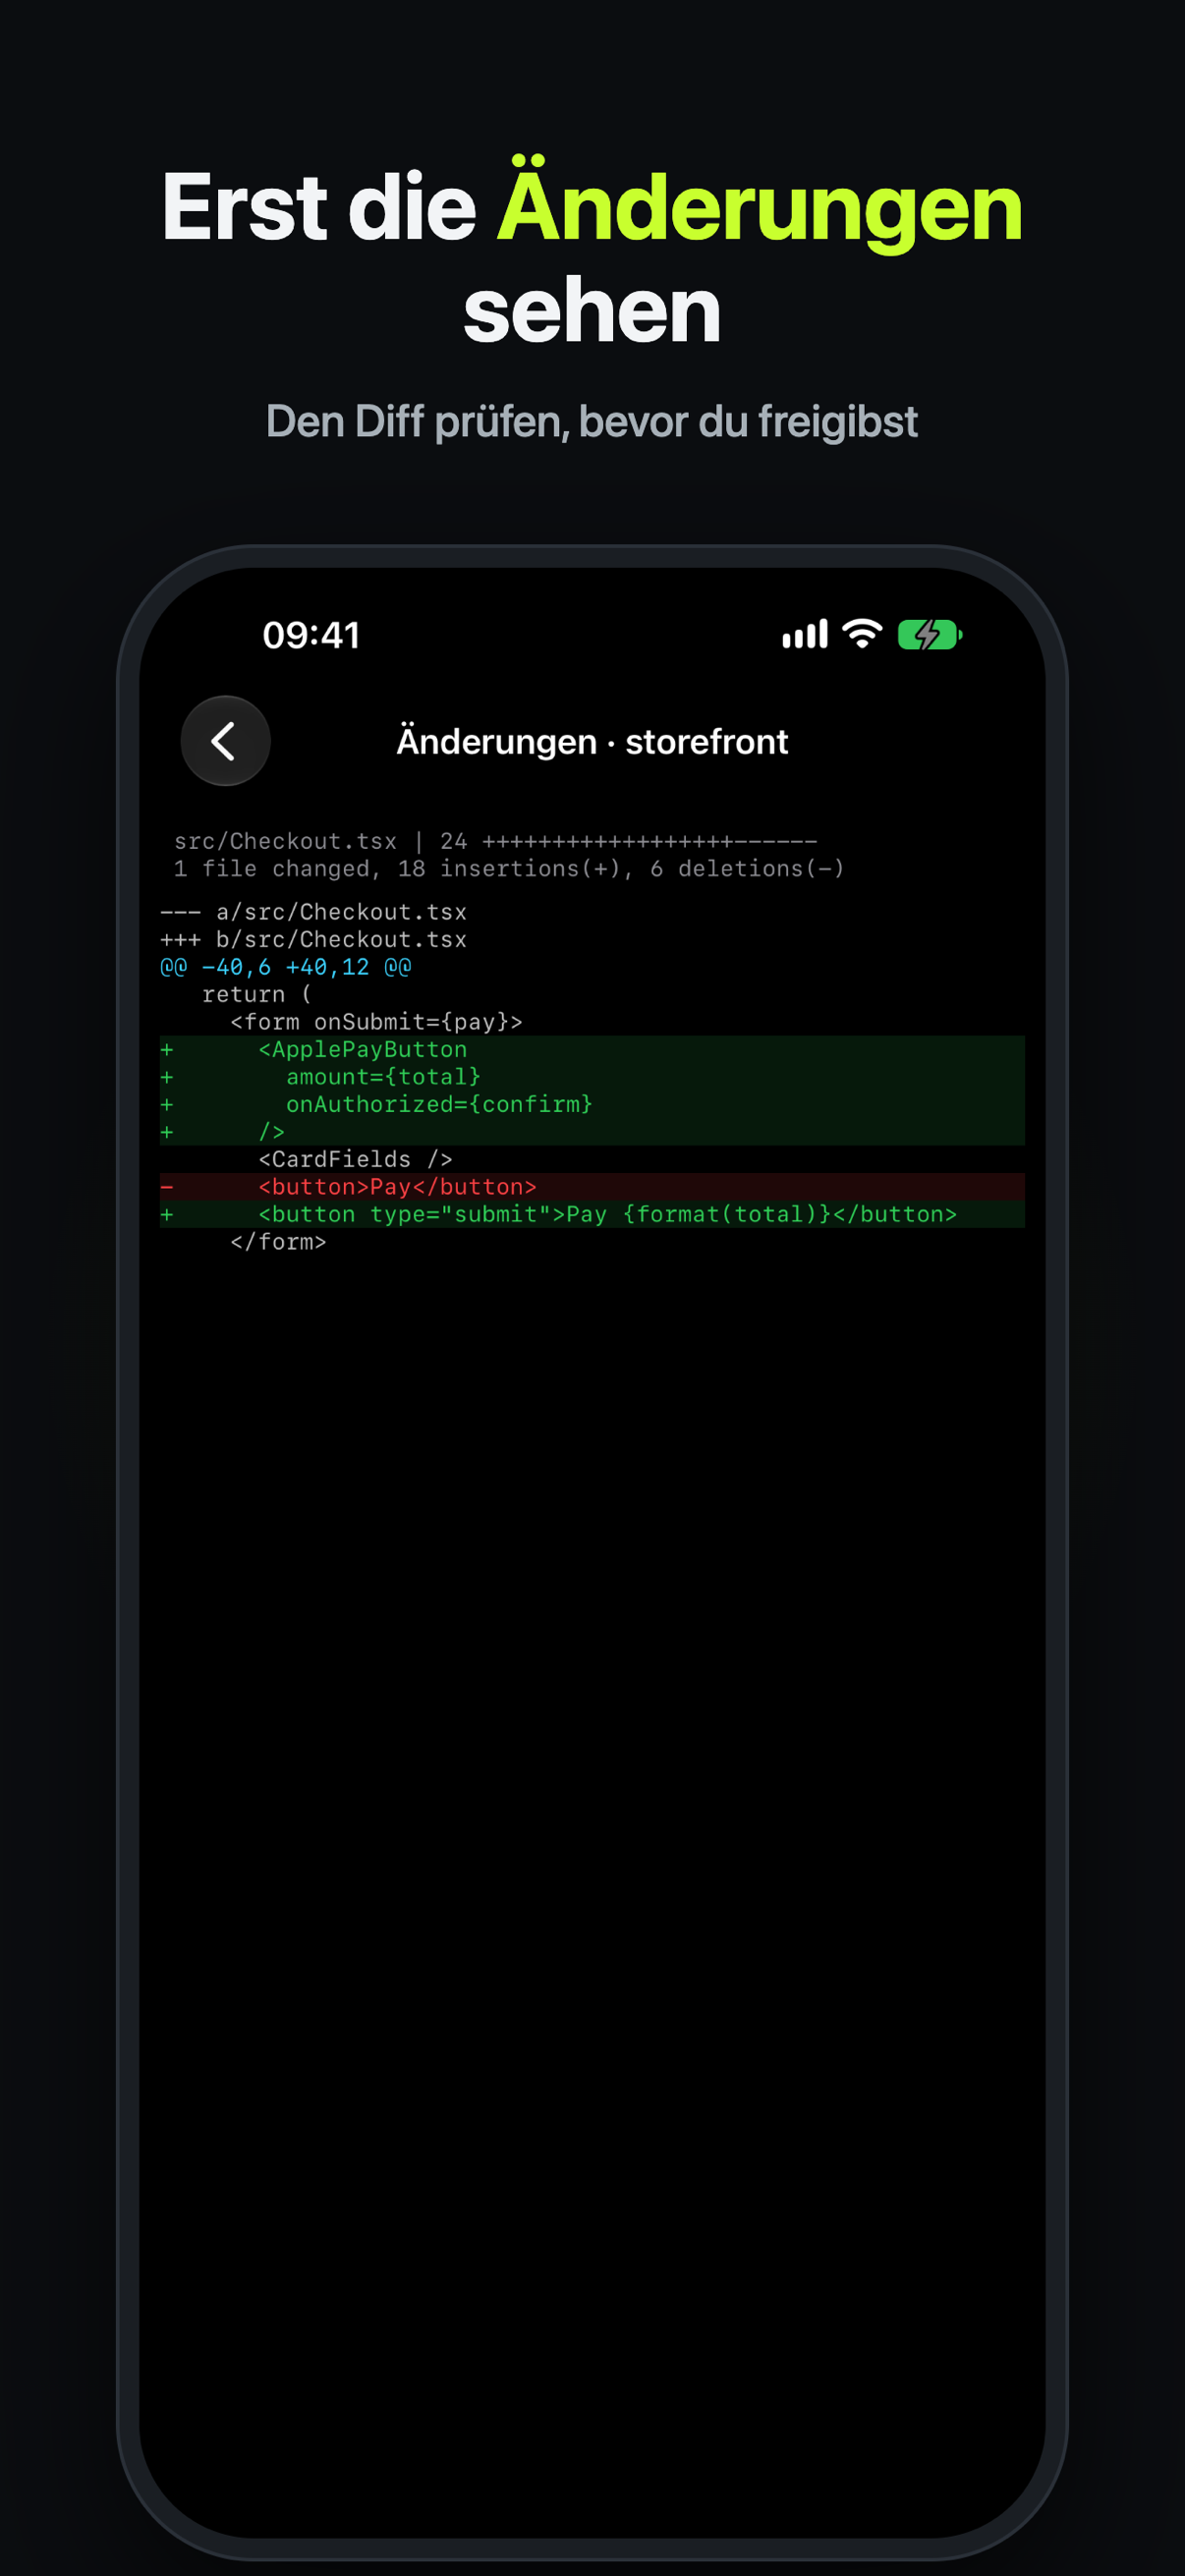 Erst die Änderungen
sehen
Den Diff prüfen, bevor du freigibst
09:41
Änderungen · storefront
src/Checkout.tsx | 24 ++++++++++++++++++------
1 file changed, 18 insertions(+), 6 deletions(-)
--- a/src/Checkout.tsx
+++ b/src/Checkout.tsx
@@ -40,6 +40,12 @@
   return (
     <form onSubmit={pay}>
+      <ApplePayButton
+        amount={total}
+        onAuthorized={confirm}
+      />
       <CardFields />
-      <button>Pay</button>
+      <button type="submit">Pay {format(total)}</button>
     </form>